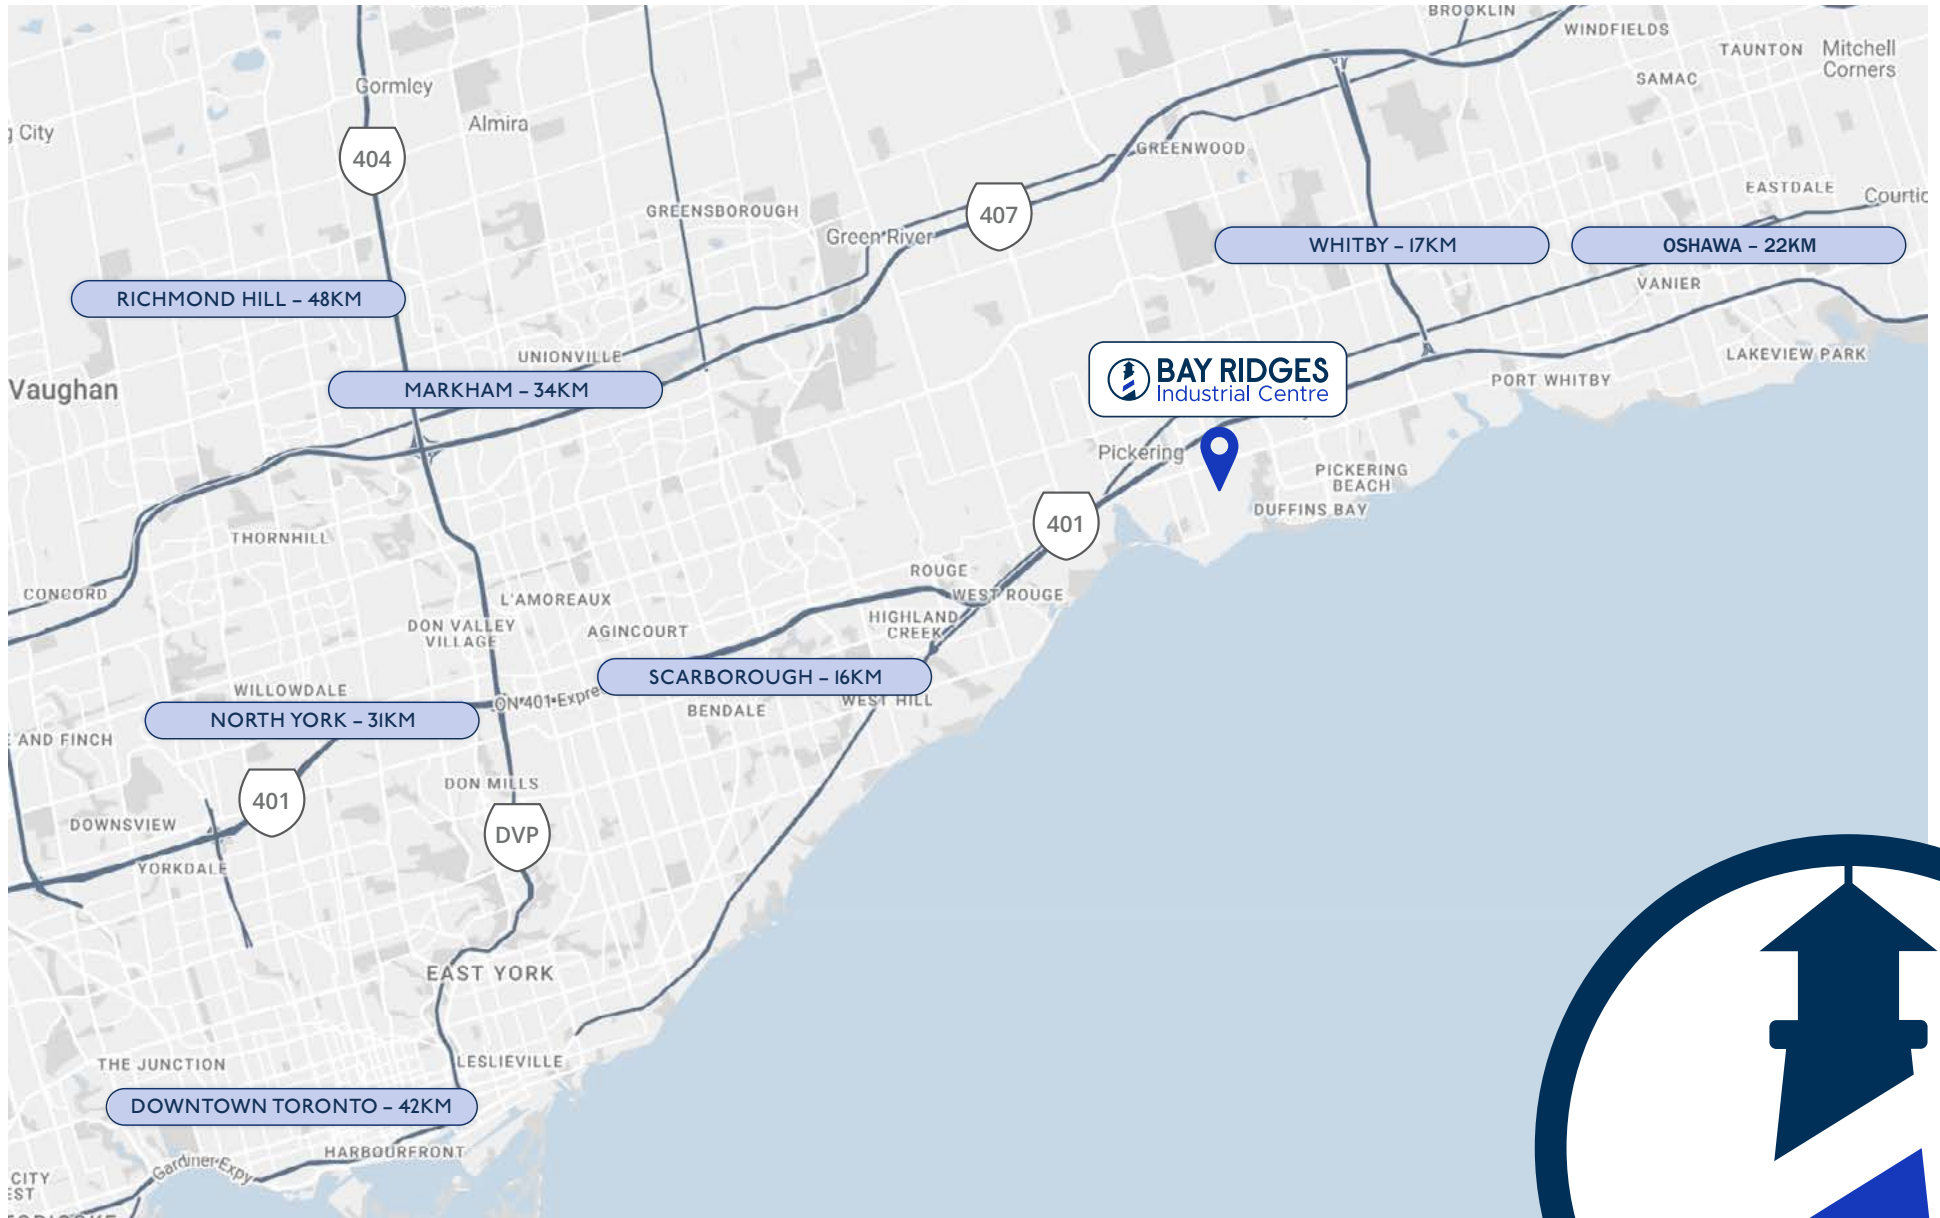 BROOKLIN
WINDFIELDS
TAUNTON
Mitchell
Corners
SAMAC
Gormley
Almira
City
404
GREENWOOD
EASTDALE
GREENSBOROUGH
407
Green River
WHITBY – 17KM
OSHAWA – 22KM
VANIER
RICHMOND HILL – 48KM
UNIONVILLE
LAKEVIEW PARK
BAY RIDGES
Industrial Centre
PORT WHITBY
Vaughan
MARKHAM – 34KM
Pickering
PICKERING
BEACH
DUFFINS BAY
401
THORNHILL
ROUGE
CONCORD
L'AMOREAUX
WEST ROUGE
DON VALLEY
VILLAGE
AGINCOURT
HIGHLAND
CREEK
SCARBOROUGH – 16KM
WILLOWDALE
ON 401 Expre
BENDALE
WEST HILL
NORTH YORK – 31KM
AND FINCH
DON MILLS
401
DOWNSVIEW
DVP
YORKDALE
EAST YORK
THE JUNCTION
LESLIEVILLE
DOWNTOWN TORONTO – 42KM
HARBOURFRONT
Gardiner Expy
CITY